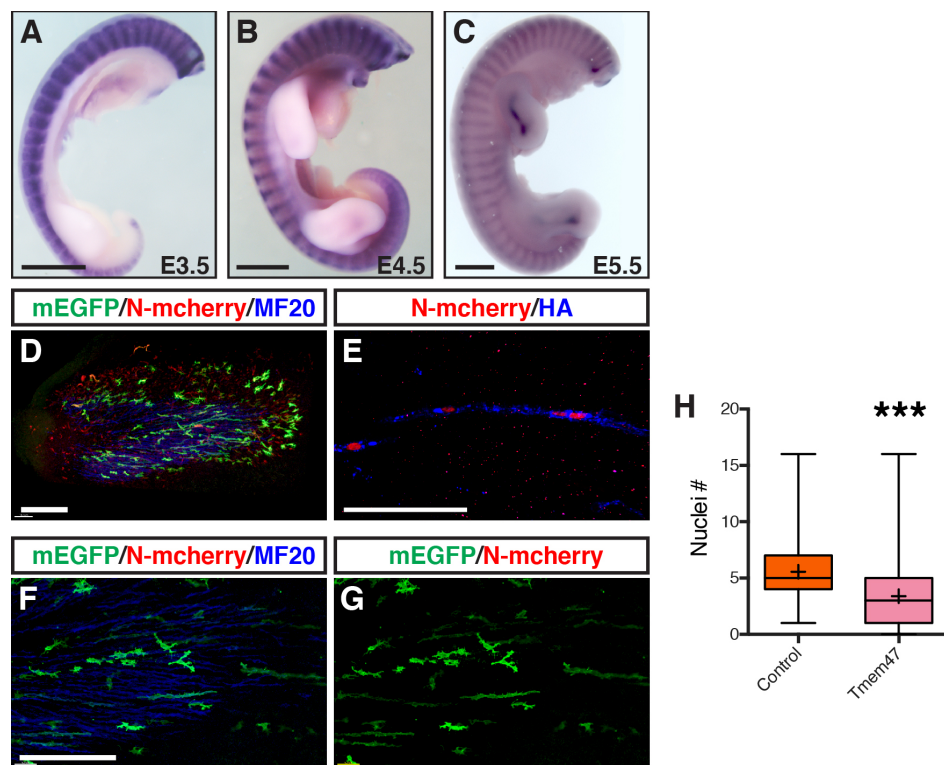 A
E3.5
B
E4.5
C
E5.5
mEGFP/N-mcherry/MF20
N-mcherry/HA
D
E
mEGFP/N-mcherry/MF20
mEGFP/N-mcherry
F
G
H
***
Nuclei #
20
15
10
5
0
Control
Tmem47